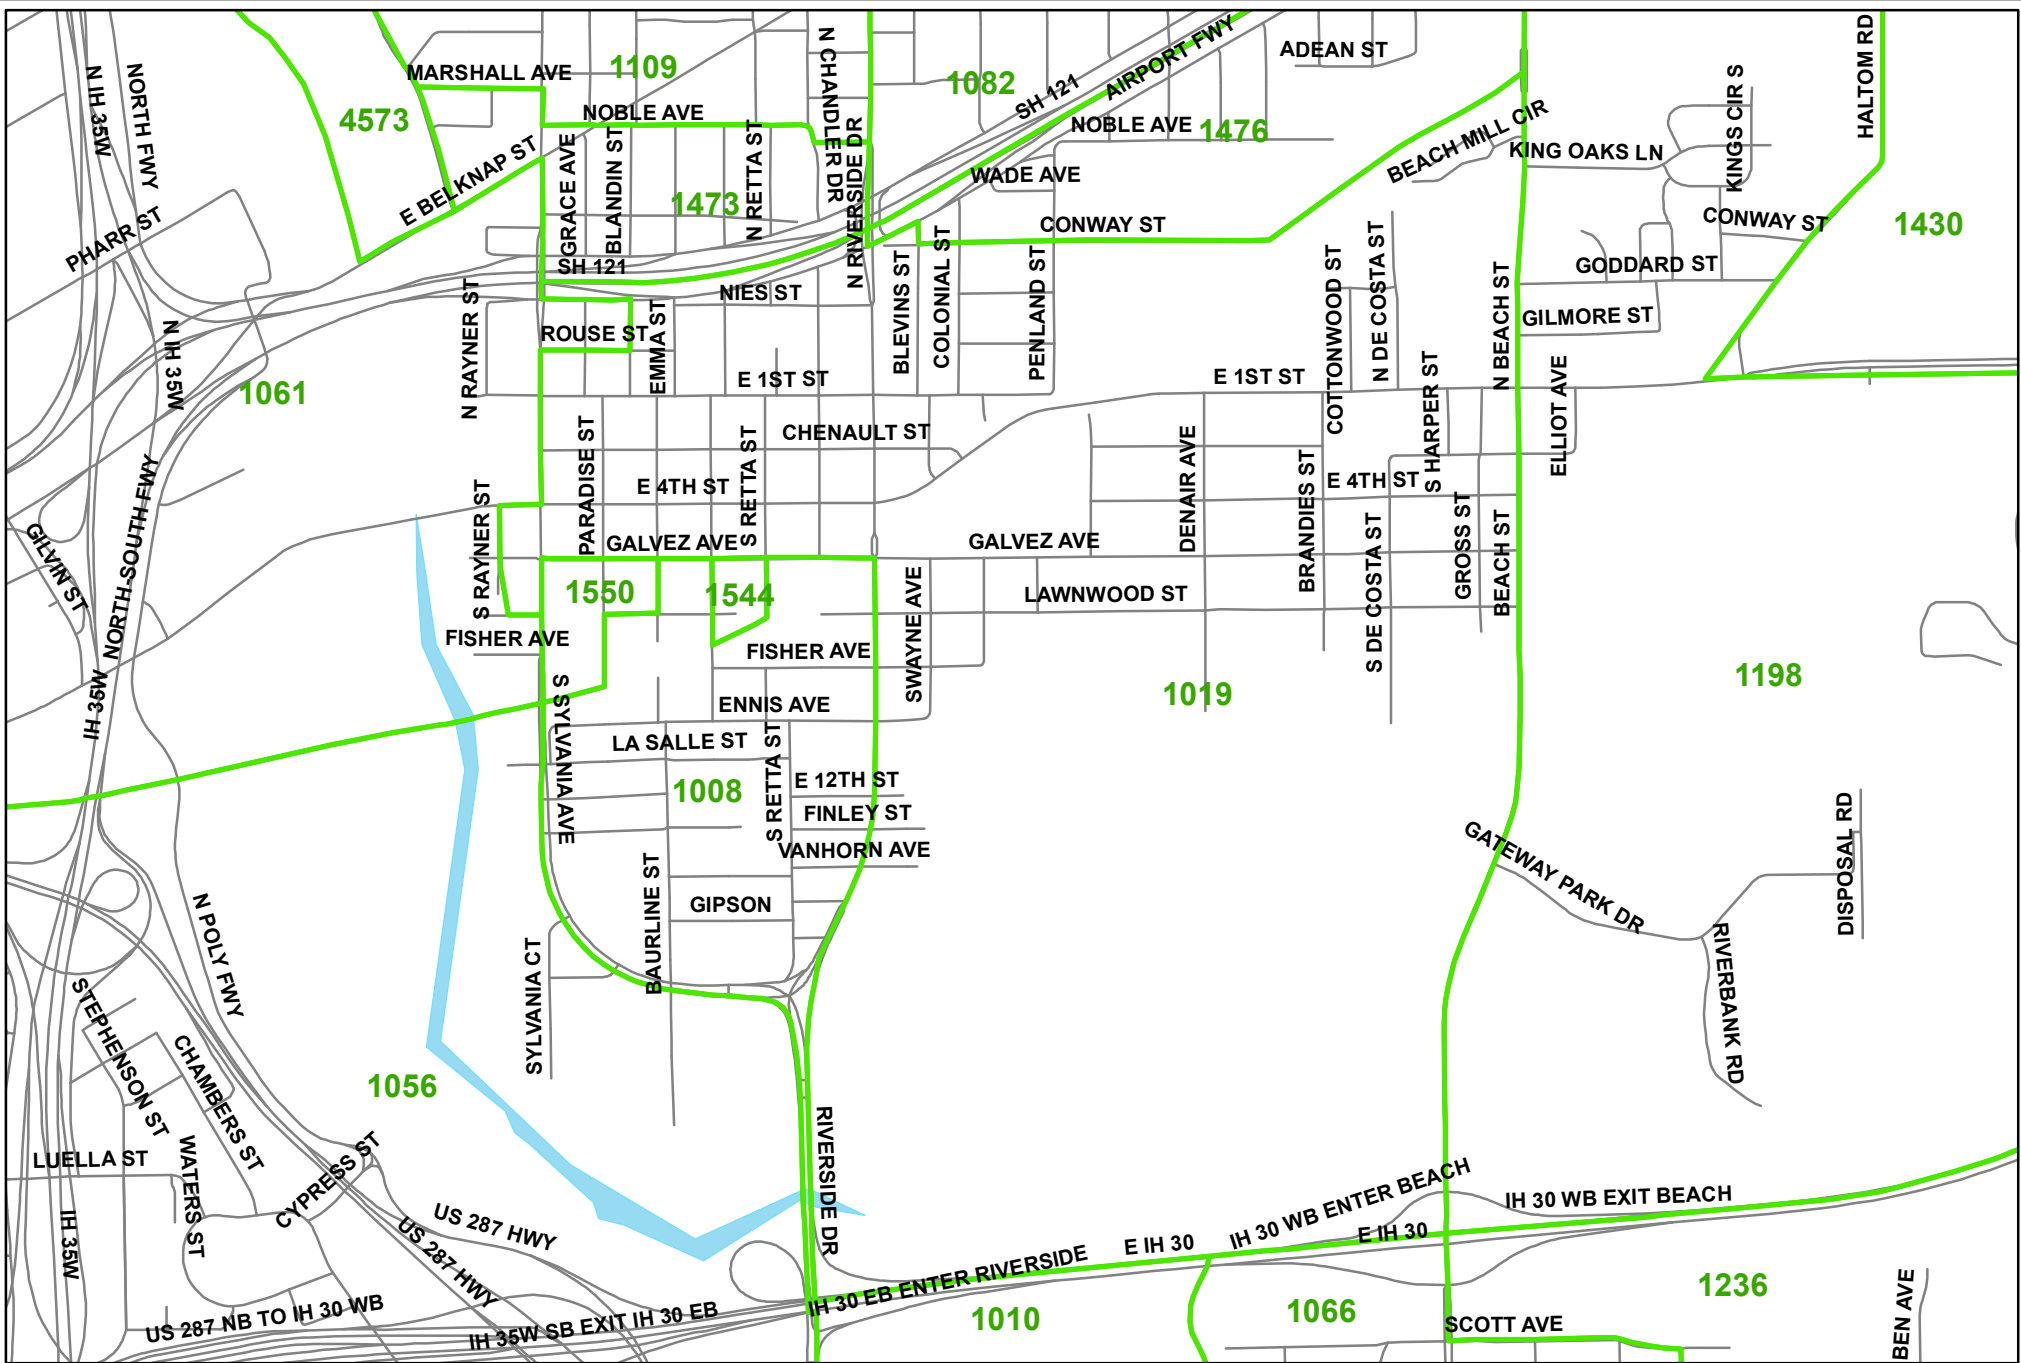 N IH 35W
NORTH FWY
MARSHALL AVE
1109
4573
NOBLE AVE
N CHANDLER DR
1082
SH 121
AIRPORT FWY
ADEAN ST
NOBLE AVE
1476
BEACH MILL CIR
KING OAKS LN
KINGS CIR S
HALTOM RD
E BELKNAP ST
GRACE AVE
BLANDIN ST
1473
N RETTA ST
N RIVERSIDE DR
WADE AVE
CONWAY ST
CONWAY ST
1430
PHARR ST
SH 121
NIES ST
GODDARD ST
GILMORE ST
N RAYNER ST
ROUSE ST
EMMA ST
BLEVINS ST
COLONIAL ST
PENLAND ST
COTTONWOOD ST
N DE COSTA ST
N BEACH ST
N IH 35W
1061
E 1ST ST
E 1ST ST
S HARPER ST
ELLIOT AVE
PARADISE ST
S RETTA ST
CHENAULT ST
DENAIR AVE
BRANDIES ST
E 4TH ST
E 4TH ST
GILVIN ST
NORTH-SOUTH FWY
S RAYNER ST
GALVEZ AVE
GALVEZ AVE
S DE COSTA ST
GROSS ST
BEACH ST
1550
1544
SWAYNE AVE
LAWNWOOD ST
FISHER AVE
FISHER AVE
1019
1198
IH 35W
S SYLVANIA AVE
ENNIS AVE
LA SALLE ST
S RETTA ST
1008
E 12TH ST
FINLEY ST
VANHORN AVE
GATEWAY PARK DR
DISPOSAL RD
BAURLINE ST
GIPSON
N POLY FWY
SYLVANIA CT
RIVERBANK RD
STEPHENSON ST
CHAMBERS ST
1056
LUELLA ST
WATERS ST
CYPRESS ST
RIVERSIDE DR
IH 35W
US 287 HWY
US 287 HWY
IH 30 EB ENTER RIVERSIDE
E IH 30
IH 30 WB ENTER BEACH
E IH 30
IH 30 WB EXIT BEACH
US 287 NB TO IH 30 WB
IH 35W SB EXIT IH 30 EB
1010
1066
1236
SCOTT AVE
BEN AVE